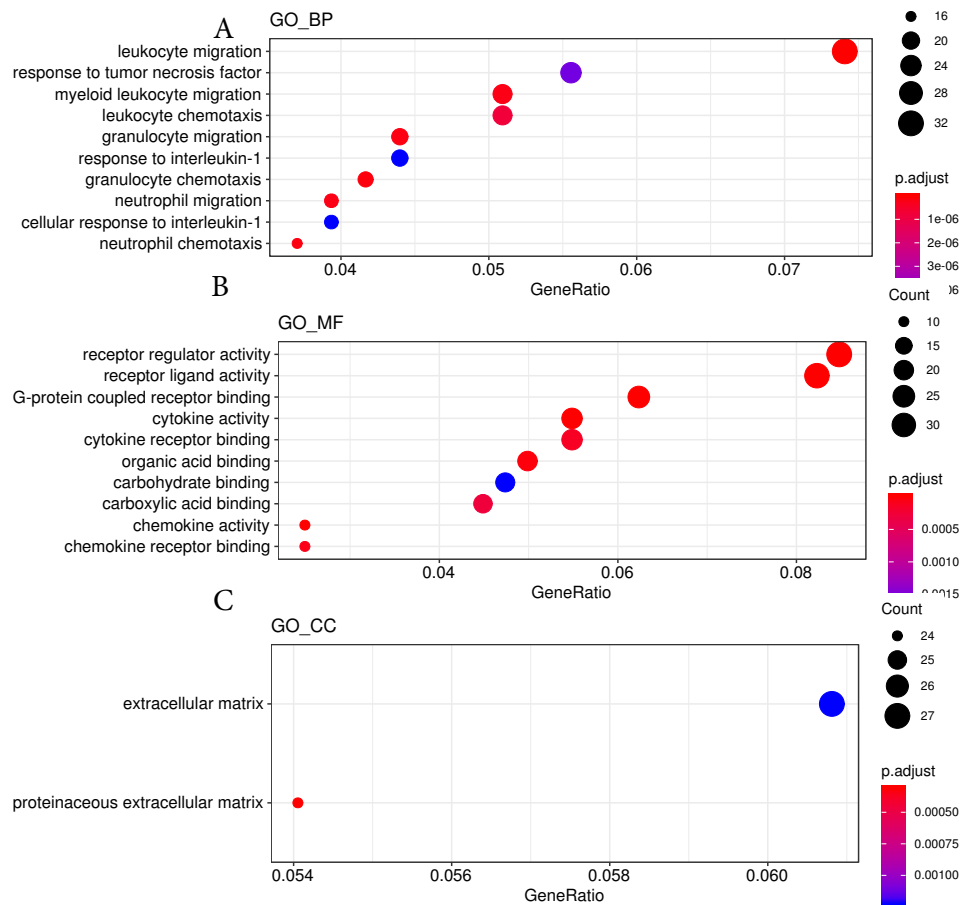 A
GO_BP
leukocyte migration
response to tumor necrosis factor
myeloid leukocyte migration
leukocyte chemotaxis
granulocyte migration
response to interleukin-1
granulocyte chemotaxis
neutrophil migration
cellular response to interleukin-1
neutrophil chemotaxis
0.04 0.05 0.06 0.07
GeneRatio
16
20
24
28
32
p.adjust
1e-06
2e-06
3e-06
B
GO_MF
receptor regulator activity
receptor ligand activity
G-protein coupled receptor binding
cytokine activity
cytokine receptor binding
organic acid binding
carbohydrate binding
carboxylic acid binding
chemokine activity
chemokine receptor binding
0.04 0.06 0.08
GeneRatio
Count
10
15
20
25
30
p.adjust
0.0005
0.0010
0.0015
C
GO_CC
extracellular matrix
proteinaceous extracellular matrix
0.054 0.056 0.058 0.060
GeneRatio
Count
24
25
26
27
p.adjust
0.00050
0.00075
0.00100